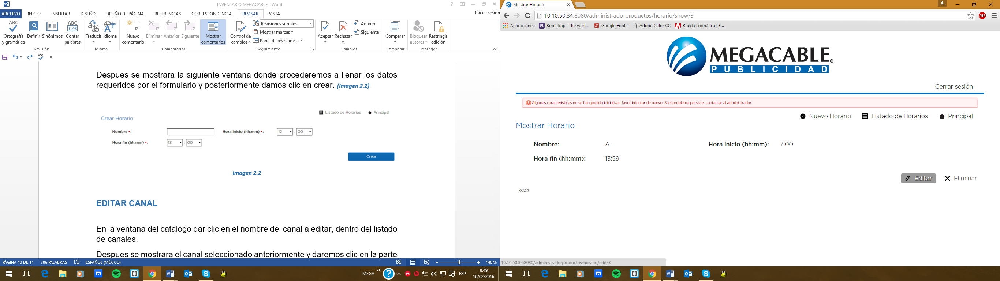 INVENTARIO MEGACABLE - Word
ARCHIVO INICIO INSERTAR DISEÑO DISEÑO DE PÁGINA REFERENCIAS CORRESPONDENCIA REVISAR VISTA Iniciar sesión
ABC Ortografía y gramática
Definir
Sinónimos
ABC 123 Contar palabras
Traducir
Idioma
Nuevo comentario
Eliminar
Anterior
Siguiente
Mostrar comentarios
Control de cambios
Revisiones simples
Mostrar marcas
Panel de revisiones
Aceptar
Rechazar
Anterior
Siguiente
Comparar
Bloquear autores
Restringir edición
Revisión Idioma Comentarios Seguimiento Cambios Comparar Proteger
ABC
Despues se mostrara la siguiente ventana donde procederemos a llenar los datos
requeridos por el formulario y posteriormente damos clic en crear. (Imagen 2.2)
Listado de Horarios Principal
Crear Horario
Nombre •: Hora inicio (hh:mm) •: 12 : 00
Hora fin (hh:mm) •: 13 : 00
Crear
Imagen 2.2
EDITAR CANAL
En la ventana del catalogo dar clic en el nombre del canal a editar, dentro del listado
de canales.
Despues se mostrara el canal seleccionado anteriormente y daremos clic en la parte
PÁGINA 10 DE 11 706 PALABRAS ESPAÑOL (MÉXICO) 140 %
MEGA » ESP 8:49
16/02/2016
Mostrar Horario
10.10.50.34:8080/administradorproductos/horario/show/3
ABP
Aplicaciones Bootstrap · The worl... Google Fonts Adobe Color CC Rueda cromática | E...
MEGACABLE®
PUBLICIDAD
Cerrar sesión
Algunas características no se han podido inicializar, favor intentar de nuevo. Si el problema persiste, contactar al administrador.
Nuevo Horario Listado de Horarios Principal
Mostrar Horario
Nombre: A Hora inicio (hh:mm): 7:00
Hora fin (hh:mm): 13:59
Editar Eliminar
0.1.22
10.10.50.34:8080/administradorproductos/horario/edit/3